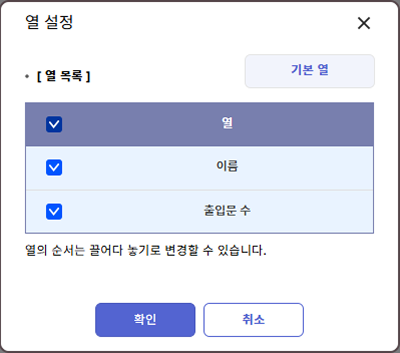 열 설정
[ 열 목록 ]
기본 열
열
이름
출입문 수
열의 순서는 끌어다 놓기로 변경할 수 있습니다.
확인
취소